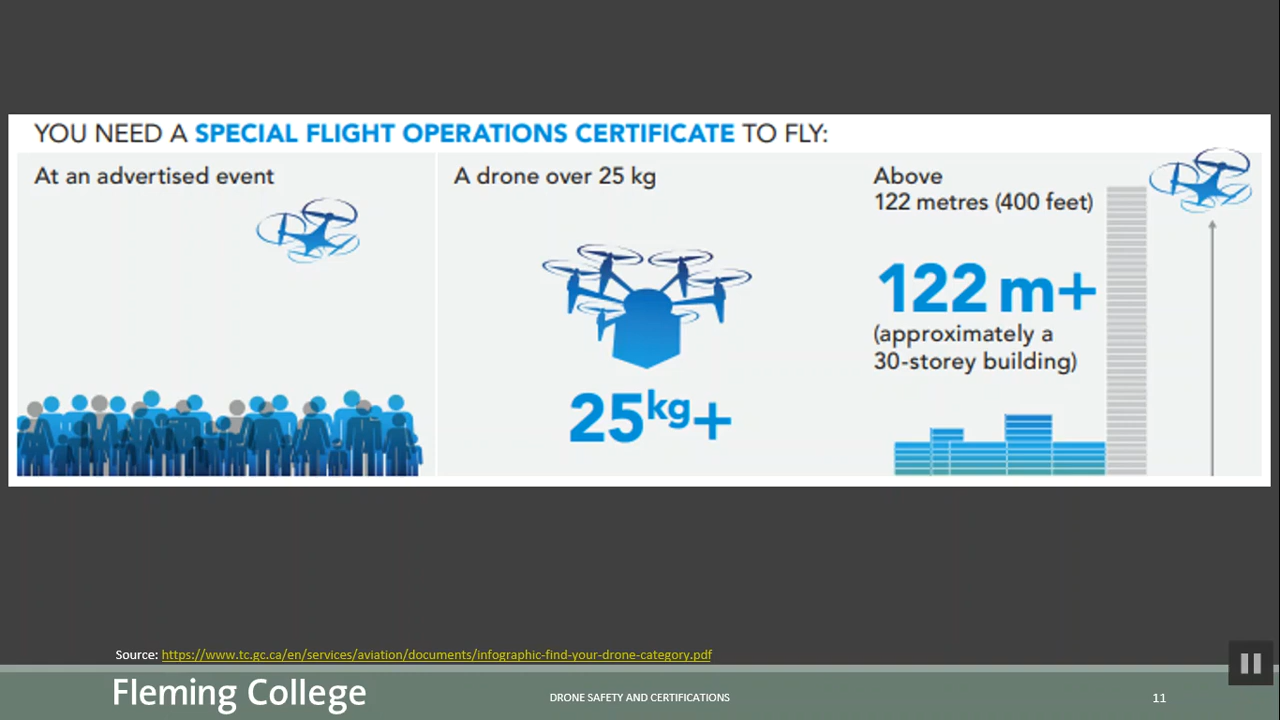 YOU NEED A SPECIAL FLIGHT OPERATIONS CERTIFICATE TO FLY:
At an advertised event
A drone over 25 kg
25kg+
Above
122 metres (400 feet)
122 m+
(approximately a
30-storey building)
Source: https://www.tc.gc.ca/en/services/aviation/documents/infographic-find-your-drone-category.pdf
Fleming College
DRONE SAFETY AND CERTIFICATIONS
11